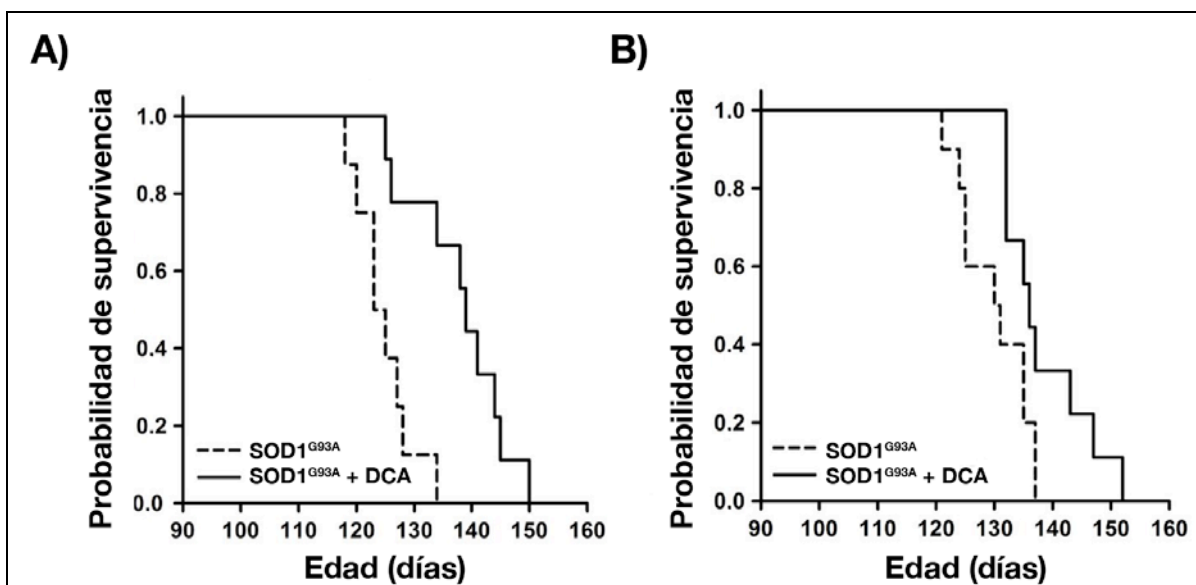 A)
Probabilidad de supervivencia
1.0
0.8
0.6
0.4
0.2
0.0
SOD1G93A
SOD1G93A + DCA
90 100 110 120 130 140 150 160
Edad (días)
B)
Probabilidad de supervivencia
1.0
0.8
0.6
0.4
0.2
0.0
SOD1G93A
SOD1G93A + DCA
90 100 110 120 130 140 150 160
Edad (días)